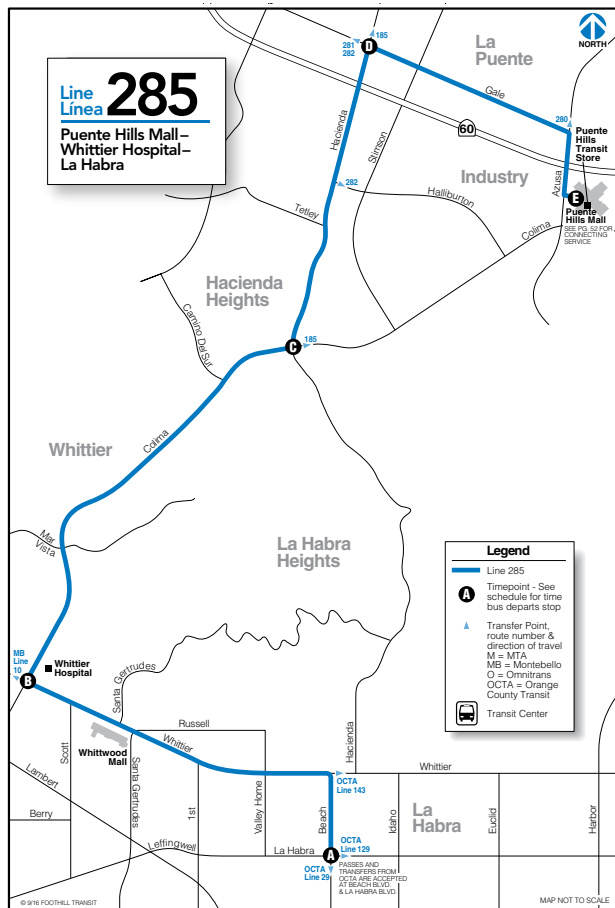 Line
Línea
285
Puente Hills Mall–
Whittier Hospital–
La Habra
NORTH
185
281
282
D
La
Puente
Gale
60
280
Puente
Hills
Transit
Store
Hacienda
Stimson
Industry
Azusa
E
Puente
Hills Mall
SEE PG. 52 FOR
CONNECTING
SERVICE
282
Halliburton
Tetley
Colima
Hacienda
Heights
Camino Del Sur
C
185
Whittier
Colima
Mar
Vista
La Habra
Heights
Legend
Line 285
A
Timepoint - See
schedule for time
bus departs stop
Transfer Point,
route number &
direction of travel
M = MTA
MB = Montebello
O = Omnitrans
OCTA = Orange
County Transit
Transit Center
MB
Line
10
B
Whittier
Hospital
Santa Gertrudes
Russell
Whittier
Scott
Whittwood
Mall
Hacienda
Whittier
OCTA
Line 143
Lambert
Berry
Santa Gertrudes
1st
Valley Home
Beach
Idaho
La
Habra
Euclid
Harbor
Leffingwell
La Habra
A
OCTA
Line 129
OCTA
Line 29
PASSES AND
TRANSFERS FROM
OCTA ARE ACCEPTED
AT BEACH BLVD.
& LA HABRA BLVD.
© 9/16 FOOTHILL TRANSIT
MAP NOT TO SCALE